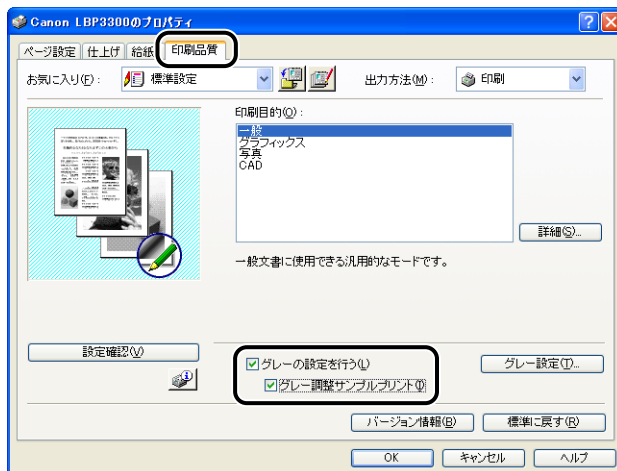 Canon LBP3300のプロパティ
ページ設定 仕上げ 給紙 印刷品質
お気に入り(F): 標準設定 出力方法(M): 印刷
印刷目的(O):
一般
グラフィックス
写真
CAD
詳細(S)...
一般文書に使用できる汎用的なモードです。
設定確認(V)
グレーの設定を行う(L) グレー設定(T)...
グレー調整サンプルプリント(I)
バージョン情報(B) 標準に戻す(R)
OK キャンセル ヘルプ